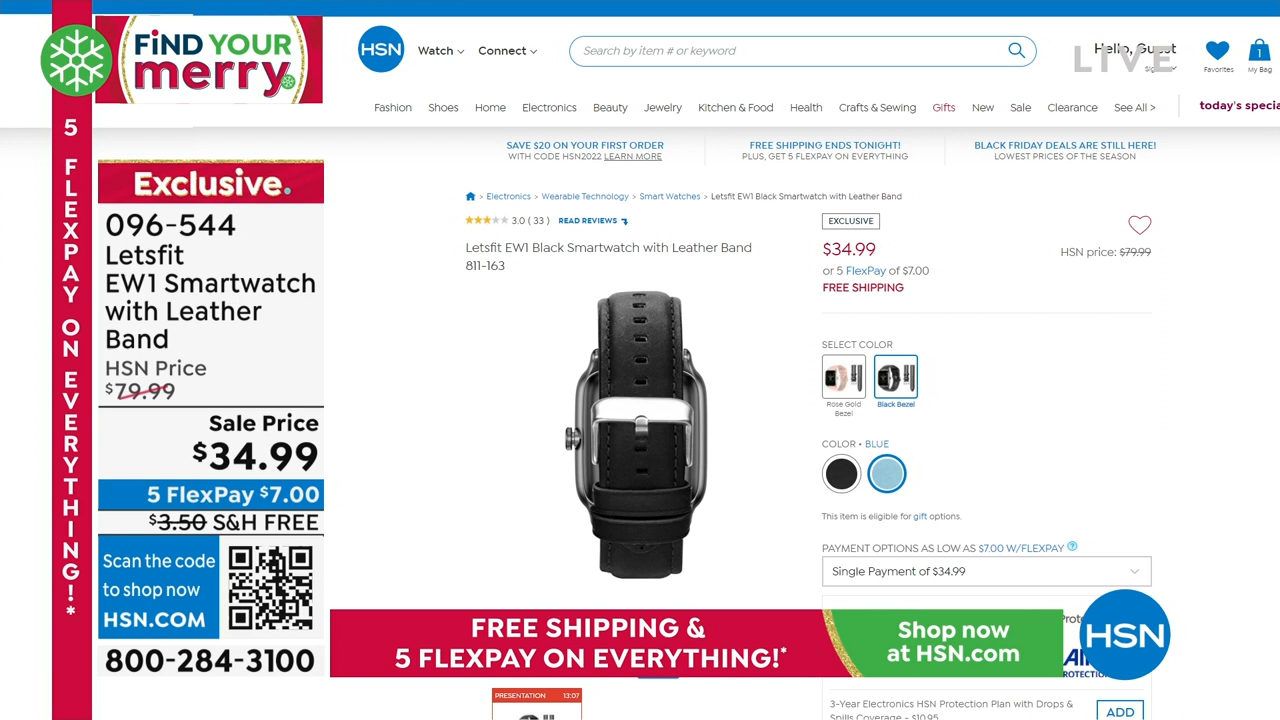 FiND YOUR
merry.
5 FLEXPAY ON EVERYTHING!*
Exclusive.
096-544
Letsfit
EW1 Smartwatch
with Leather
Band
HSN Price
$79.99
Sale Price
$34.99
5 FlexPay $7.00
$3.50 S&H FREE
Scan the code
to shop now
HSN.COM
800-284-3100
HSN
Watch
Connect
Search by item # or keyword
Hello, Guest
LIVE
Favorites
1
My Bag
Fashion Shoes Home Electronics Beauty Jewelry Kitchen & Food Health Crafts & Sewing Gifts New Sale Clearance See All > today's specia
SAVE $20 ON YOUR FIRST ORDER
WITH CODE HSN2022 LEARN MORE
FREE SHIPPING ENDS TONIGHT!
PLUS, GET 5 FLEXPAY ON EVERYTHING
BLACK FRIDAY DEALS ARE STILL HERE!
LOWEST PRICES OF THE SEASON
> Electronics > Wearable Technology > Smart Watches > Letsfit EW1 Black Smartwatch with Leather Band
3.0 ( 33 ) READ REVIEWS
Letsfit EW1 Black Smartwatch with Leather Band
811-163
EXCLUSIVE
$34.99
HSN price: $79.99
or 5 FlexPay of $7.00
FREE SHIPPING
SELECT COLOR
Rose Gold
Bezel
Black Bezel
COLOR • BLUE
This item is eligible for gift options.
PAYMENT OPTIONS AS LOW AS $7.00 W/FLEXPAY ?
Single Payment of $34.99
FREE SHIPPING &
5 FLEXPAY ON EVERYTHING!*
Shop now
at HSN.com
HSN
PRESENTATION 13:07
3-Year Electronics HSN Protection Plan with Drops &
Spills Coverage - $10.95
ADD